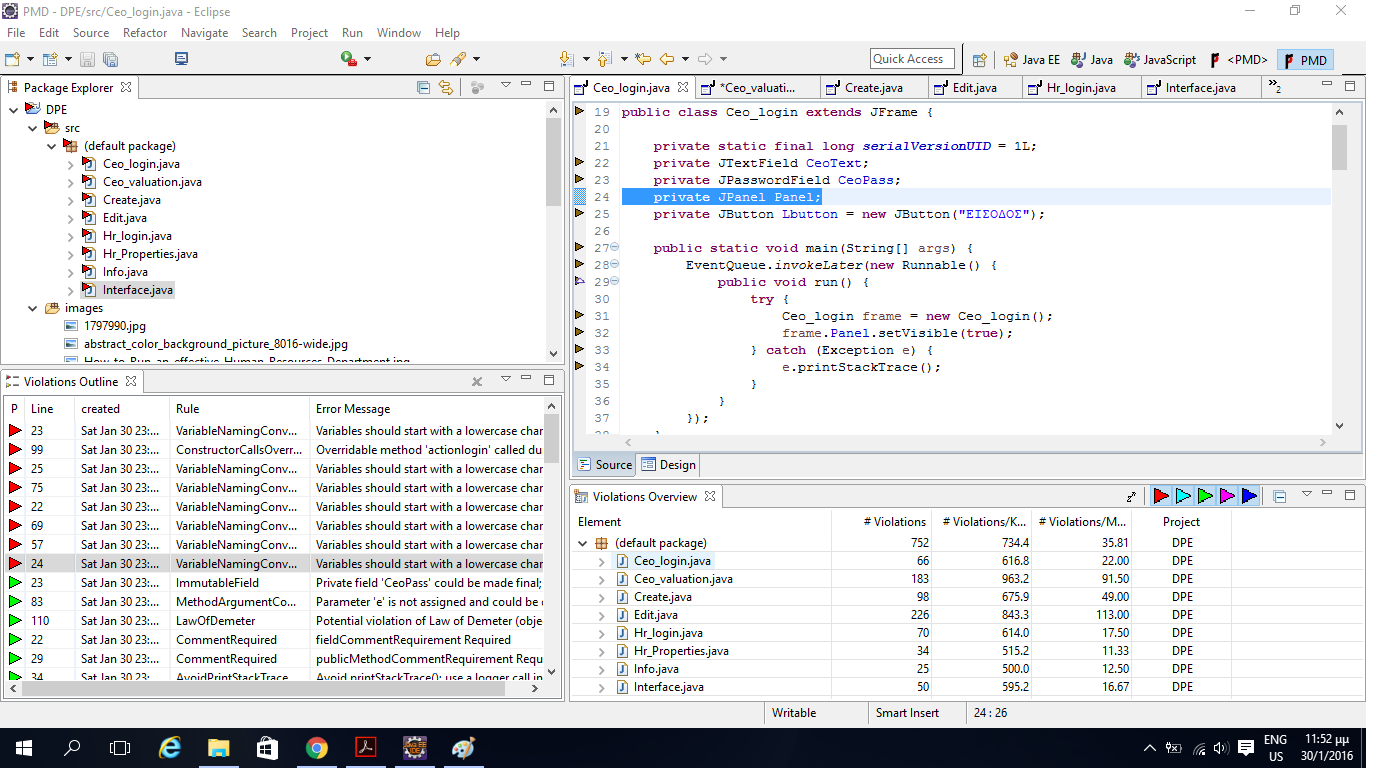 PMD - DPE/src/Ceo_login.java - Eclipse
File Edit Source Refactor Navigate Search Project Run Window Help
Quick Access Java EE Java JavaScript <PMD> PMD
Package Explorer
DPE
src
(default package)
Ceo_login.java
Ceo_valuation.java
Create.java
Edit.java
Hr_login.java
Hr_Properties.java
Info.java
Interface.java
images
1797990.jpg
abstract_color_background_picture_8016-wide.jpg
How_to_Run_an_effective_Human_Resources_Department.jpg
Ceo_login.java *Ceo_valuati... Create.java Edit.java Hr_login.java Interface.java »2
19 public class Ceo_login extends JFrame {
20
21 private static final long serialVersionUID = 1L;
22 private JTextField CeoText;
23 private JPasswordField CeoPass;
24 private JPanel Panel;
25 private JButton Lbutton = new JButton("ΕΙΣΟΔΟΣ");
26
27 public static void main(String[] args) {
28 EventQueue.invokeLater(new Runnable() {
29 public void run() {
30 try {
31 Ceo_login frame = new Ceo_login();
32 frame.Panel.setVisible(true);
33 } catch (Exception e) {
34 e.printStackTrace();
35 }
36 }
37 });
38 }
Source Design
Violations Outline
P Line created Rule Error Message
23 Sat Jan 30 23:... VariableNamingConv... Variables should start with a lowercase char
99 Sat Jan 30 23:... ConstructorCallsOverr... Overridable method 'actionlogin' called du
25 Sat Jan 30 23:... VariableNamingConv... Variables should start with a lowercase char
75 Sat Jan 30 23:... VariableNamingConv... Variables should start with a lowercase char
22 Sat Jan 30 23:... VariableNamingConv... Variables should start with a lowercase char
69 Sat Jan 30 23:... VariableNamingConv... Variables should start with a lowercase char
57 Sat Jan 30 23:... VariableNamingConv... Variables should start with a lowercase char
24 Sat Jan 30 23:... VariableNamingConv... Variables should start with a lowercase char
23 Sat Jan 30 23:... ImmutableField Private field 'CeoPass' could be made final;
83 Sat Jan 30 23:... MethodArgumentCo... Parameter 'e' is not assigned and could be
110 Sat Jan 30 23:... LawOfDemeter Potential violation of Law of Demeter (obje
22 Sat Jan 30 23:... CommentRequired fieldCommentRequirement Required
29 Sat Jan 30 23:... CommentRequired publicMethodCommentRequirement Requ
34 Sat Jan 30 23:... AvoidPrintStackTrace Avoid printStackTrace(); use a logger call in
Violations Overview
Element # Violations # Violations/K... # Violations/M... Project
(default package) 752 734.4 35.81 DPE
Ceo_login.java 66 616.8 22.00 DPE
Ceo_valuation.java 183 963.2 91.50 DPE
Create.java 98 675.9 49.00 DPE
Edit.java 226 843.3 113.00 DPE
Hr_login.java 70 614.0 17.50 DPE
Hr_Properties.java 34 515.2 11.33 DPE
Info.java 25 500.0 12.50 DPE
Interface.java 50 595.2 16.67 DPE
Writable Smart Insert 24 : 26
ENG 11:52 μμ
US 30/1/2016